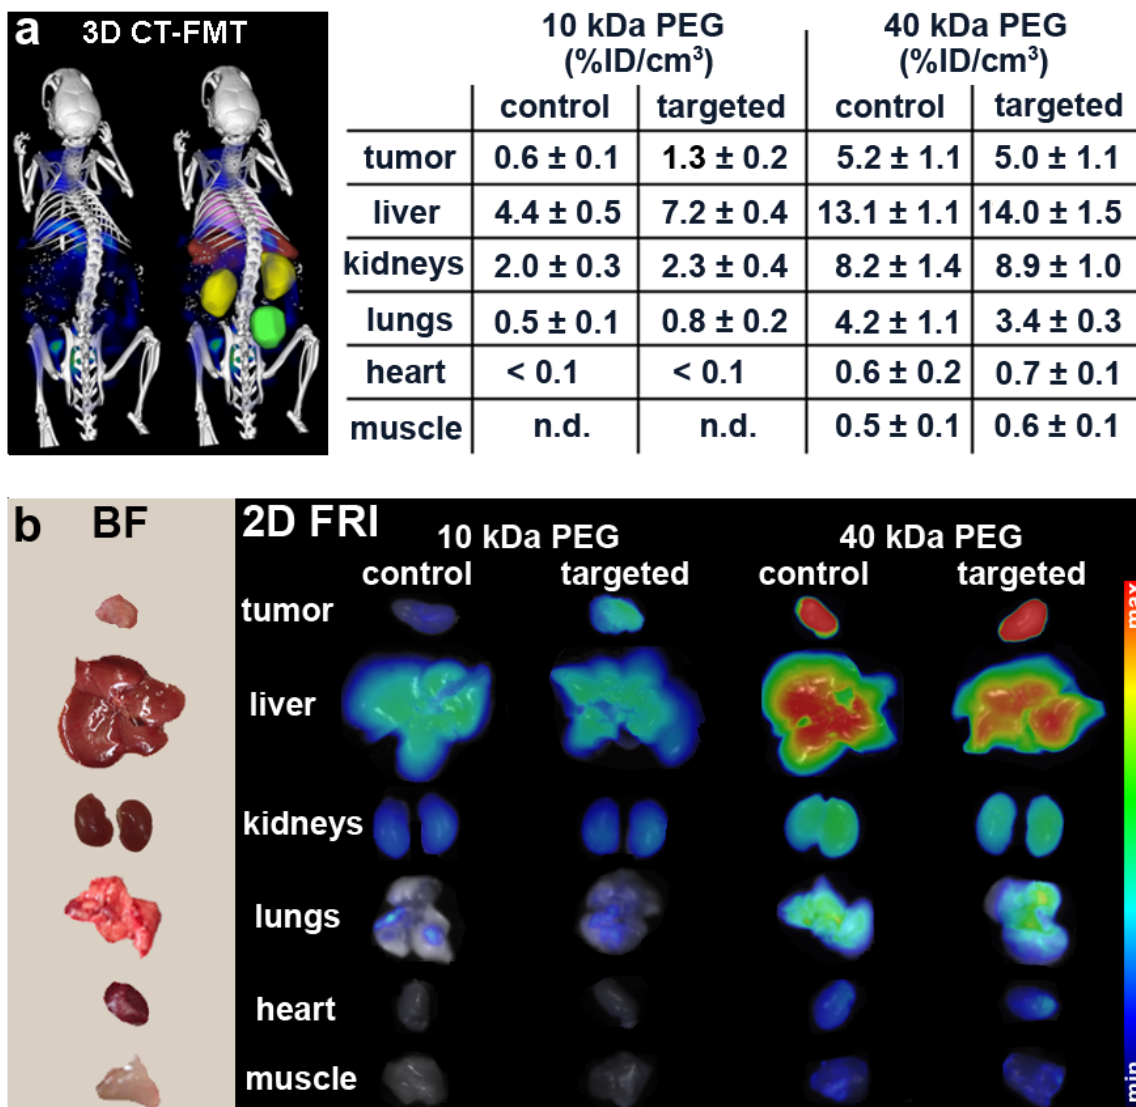 a 3D CT-FMT
10 kDa PEG 40 kDa PEG
(%ID/cm³) (%ID/cm³)
control targeted control targeted
tumor 0.6 ± 0.1 1.3 ± 0.2 5.2 ± 1.1 5.0 ± 1.1
liver 4.4 ± 0.5 7.2 ± 0.4 13.1 ± 1.1 14.0 ± 1.5
kidneys 2.0 ± 0.3 2.3 ± 0.4 8.2 ± 1.4 8.9 ± 1.0
lungs 0.5 ± 0.1 0.8 ± 0.2 4.2 ± 1.1 3.4 ± 0.3
heart < 0.1 < 0.1 0.6 ± 0.2 0.7 ± 0.1
muscle n.d. n.d. 0.5 ± 0.1 0.6 ± 0.1
b BF 2D FRI
10 kDa PEG 40 kDa PEG
control targeted control targeted
max
tumor
liver
kidneys
lungs
heart
muscle
min